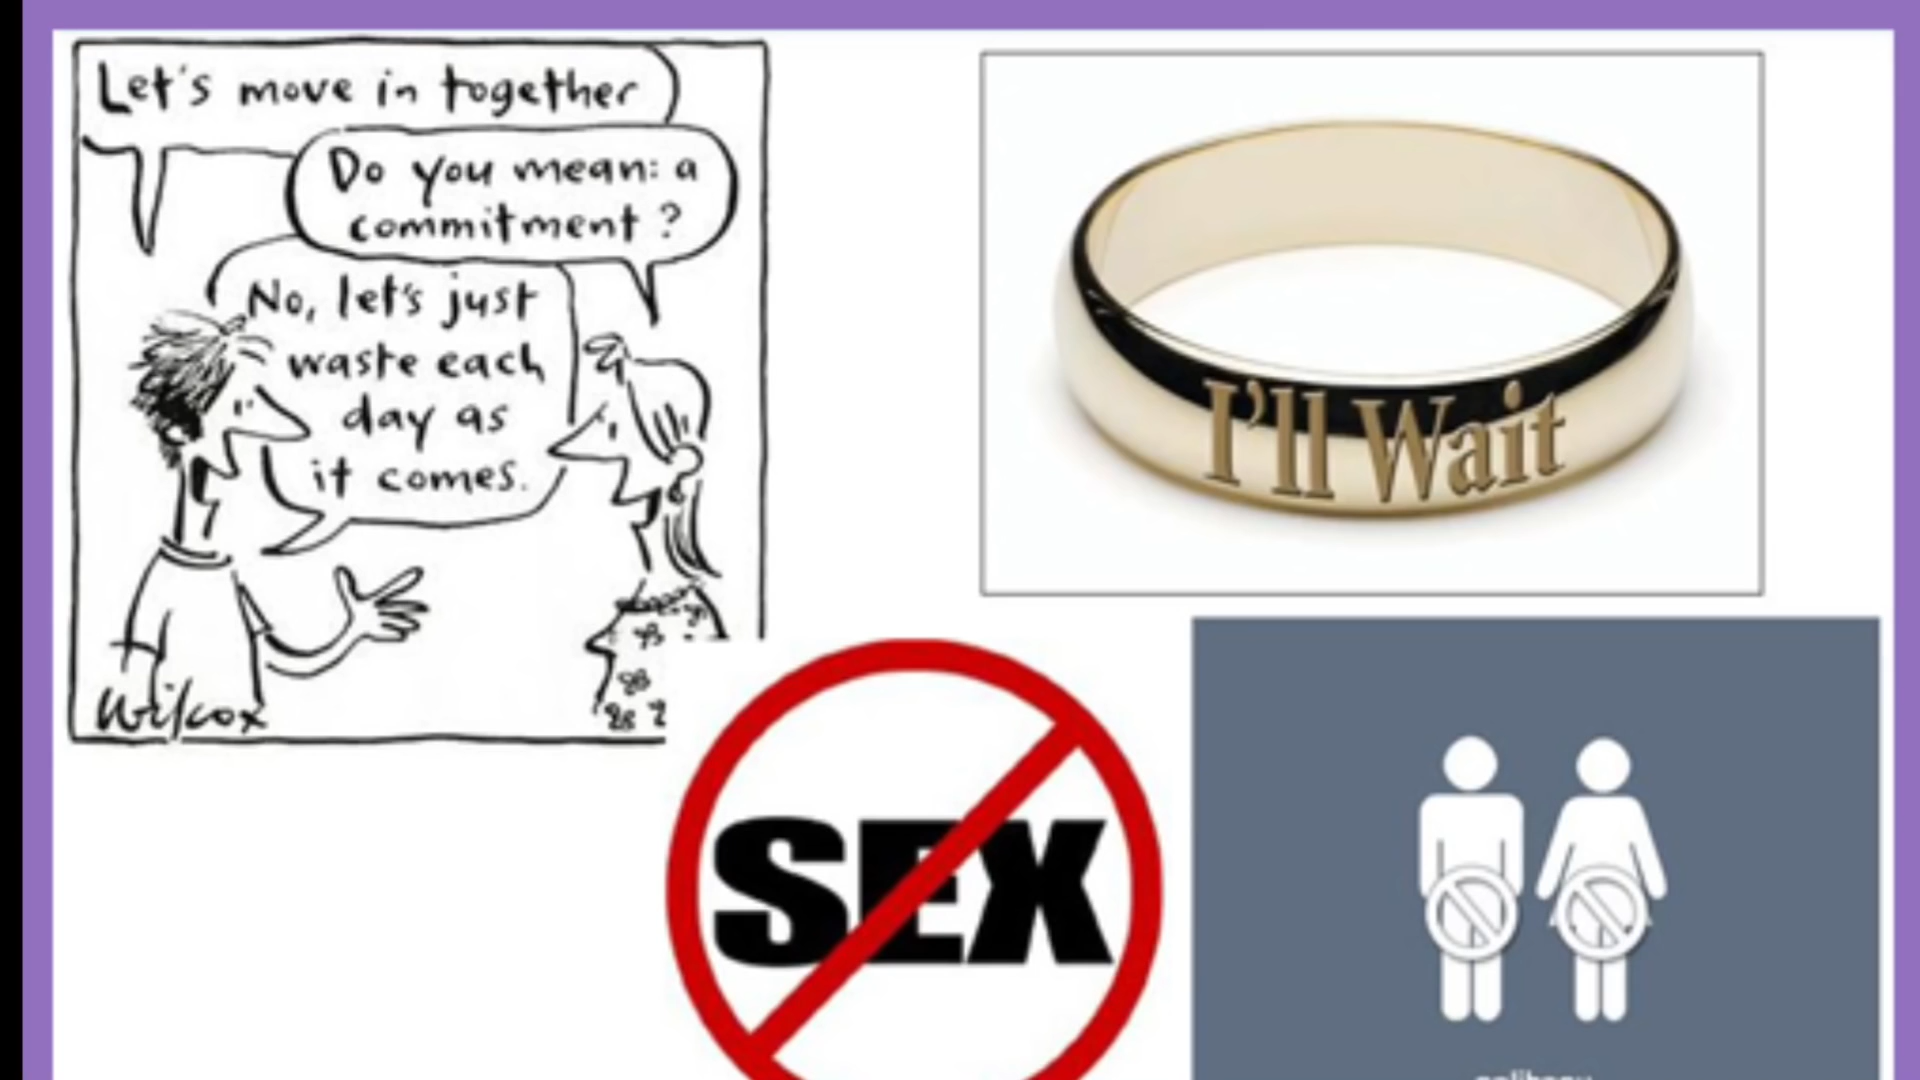 Let's move in together
Do you mean: a
commitment?
No, let's just
waste each
day as
it comes.
Wilcox
I'll Wait
SEX